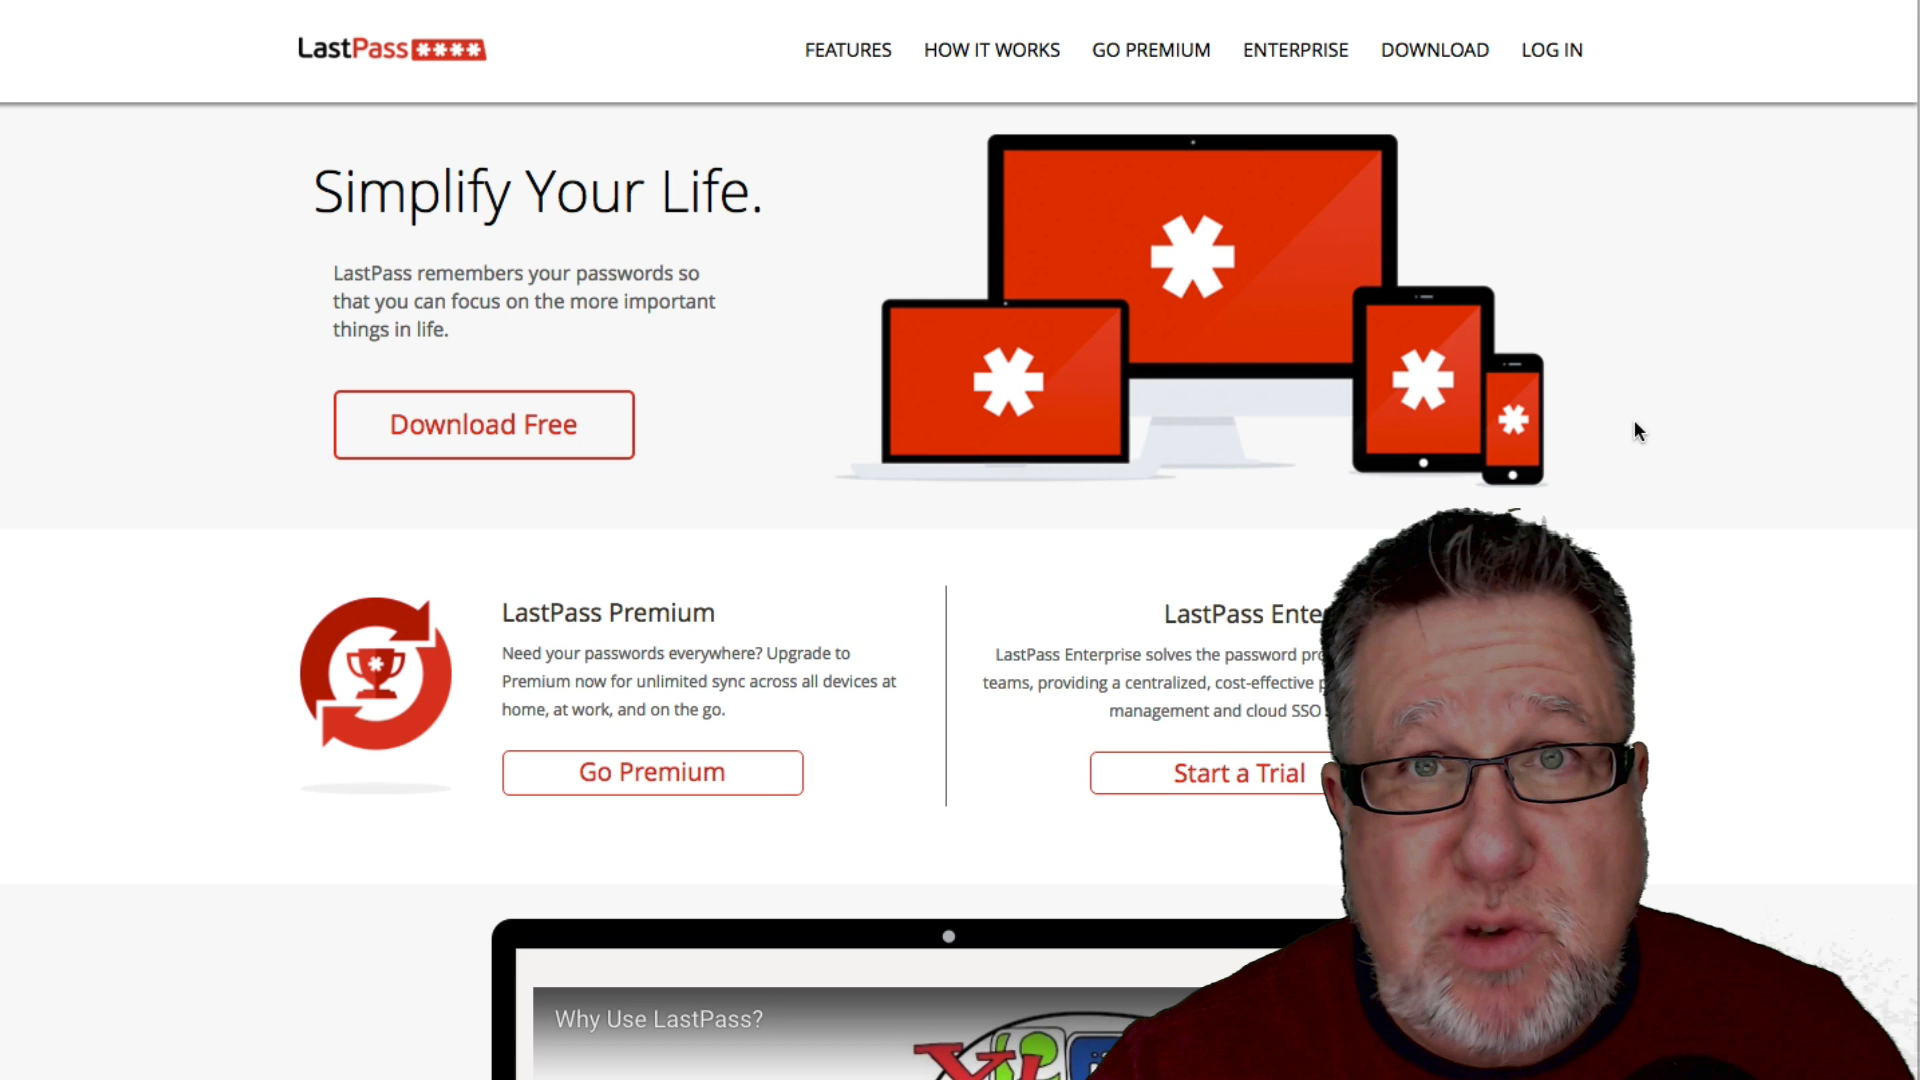 LastPass ****
FEATURES HOW IT WORKS GO PREMIUM ENTERPRISE DOWNLOAD LOG IN
Simplify Your Life.
LastPass remembers your passwords so
that you can focus on the more important
things in life.
Download Free
LastPass Premium
Need your passwords everywhere? Upgrade to
Premium now for unlimited sync across all devices at
home, at work, and on the go.
Go Premium
LastPass Ente
LastPass Enterprise solves the password pro
teams, providing a centralized, cost-effective p
management and cloud SSO
Start a Trial
Why Use LastPass?